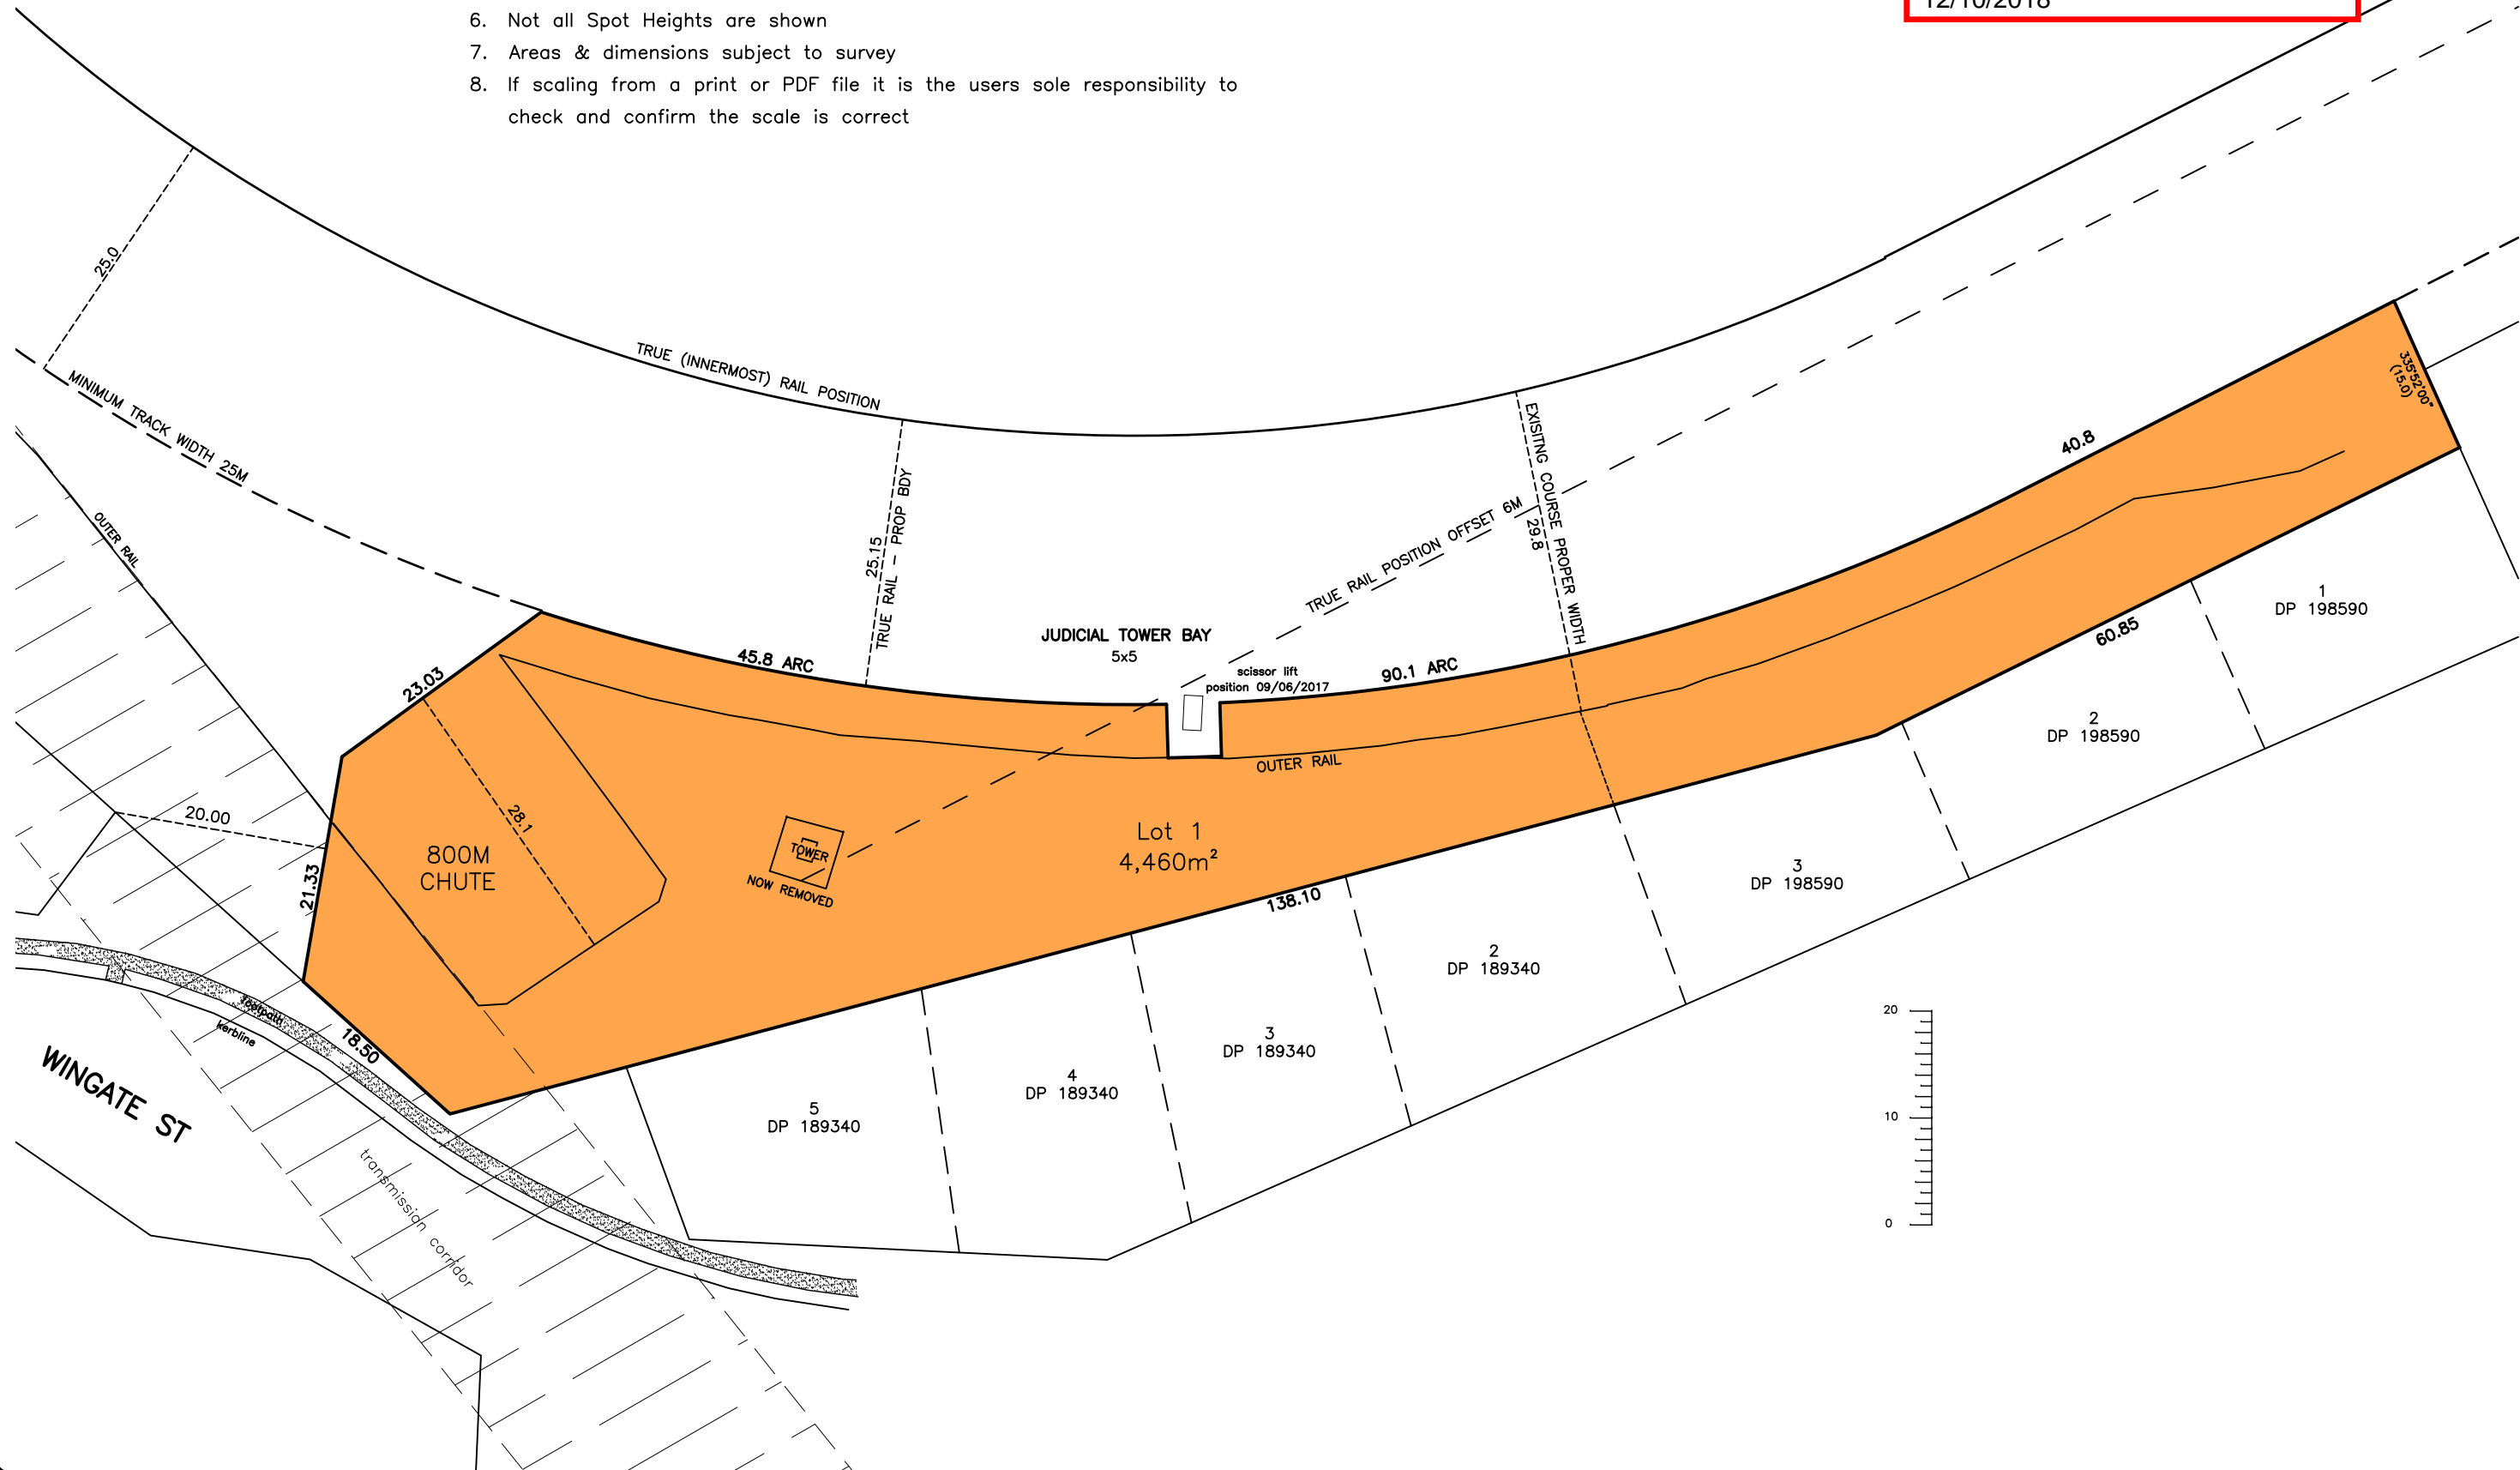 12/10/2018
6. Not all Spot Heights are shown
7. Areas & dimensions subject to survey
8. If scaling from a print or PDF file it is the users sole responsibility to
check and confirm the scale is correct
25.0
TRUE (INNERMOST) RAIL POSITION
MINIMUM TRACK WIDTH 25M
OUTER RAIL
25.15
TRUE RAIL - PROP BDY
EXISITNG COURSE PROPER WIDTH
29.8
TRUE RAIL POSITION OFFSET 6M
335°52'00"
(15.0)
40.8
JUDICIAL TOWER BAY
5x5
scissor lift
position 09/06/2017
45.8 ARC
90.1 ARC
23.03
OUTER RAIL
20.00
28.1
21.33
800M
CHUTE
TOWER
NOW REMOVED
Lot 1
4,460m²
138.10
60.85
1
DP 198590
2
DP 198590
3
DP 198590
2
DP 189340
3
DP 189340
4
DP 189340
5
DP 189340
18.50
footpath
kerbline
WINGATE ST
transmission corridor
20
10
0